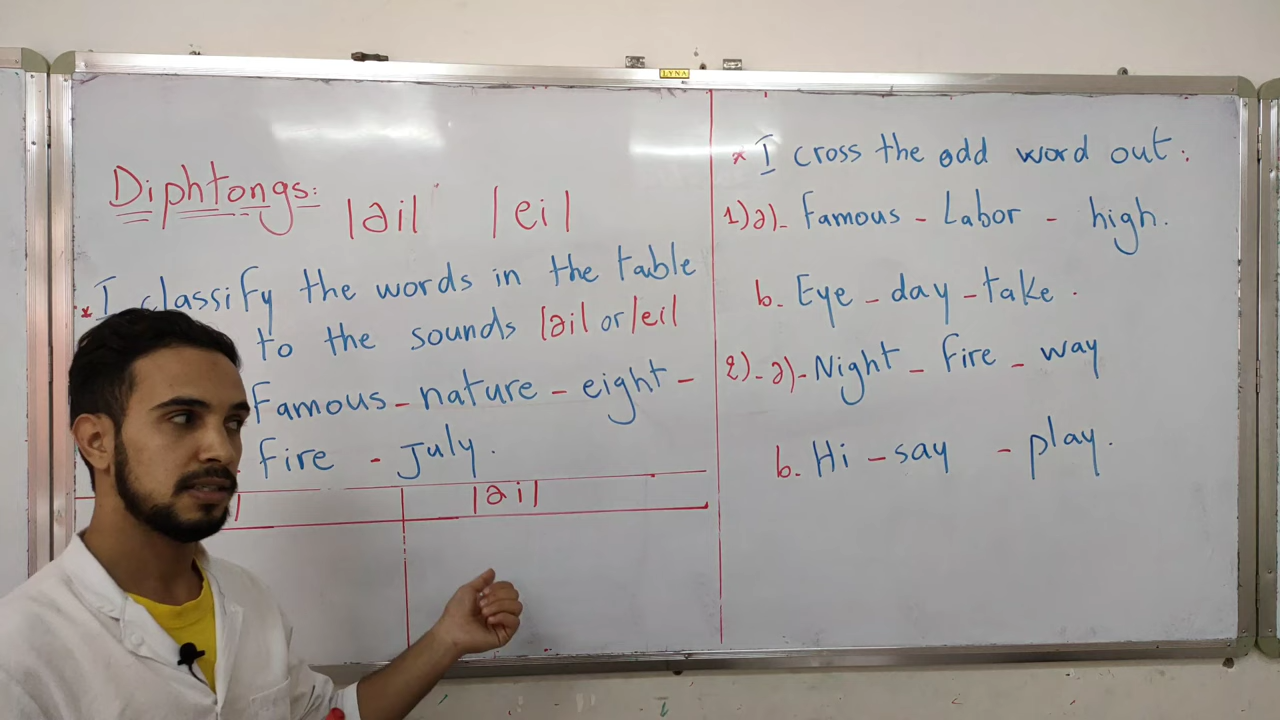 LYNA
Diphtongs: |ai| |ei|
* I classify the words in the table
to the sounds |ai| or |ei|
Famous - nature - eight -
fire - July.
| |ai|
* I cross the odd word out:
1) a)- Famous - Labor - high.
b. Eye - day - take.
2)- a)- Night - fire - way
b. Hi - say - play.